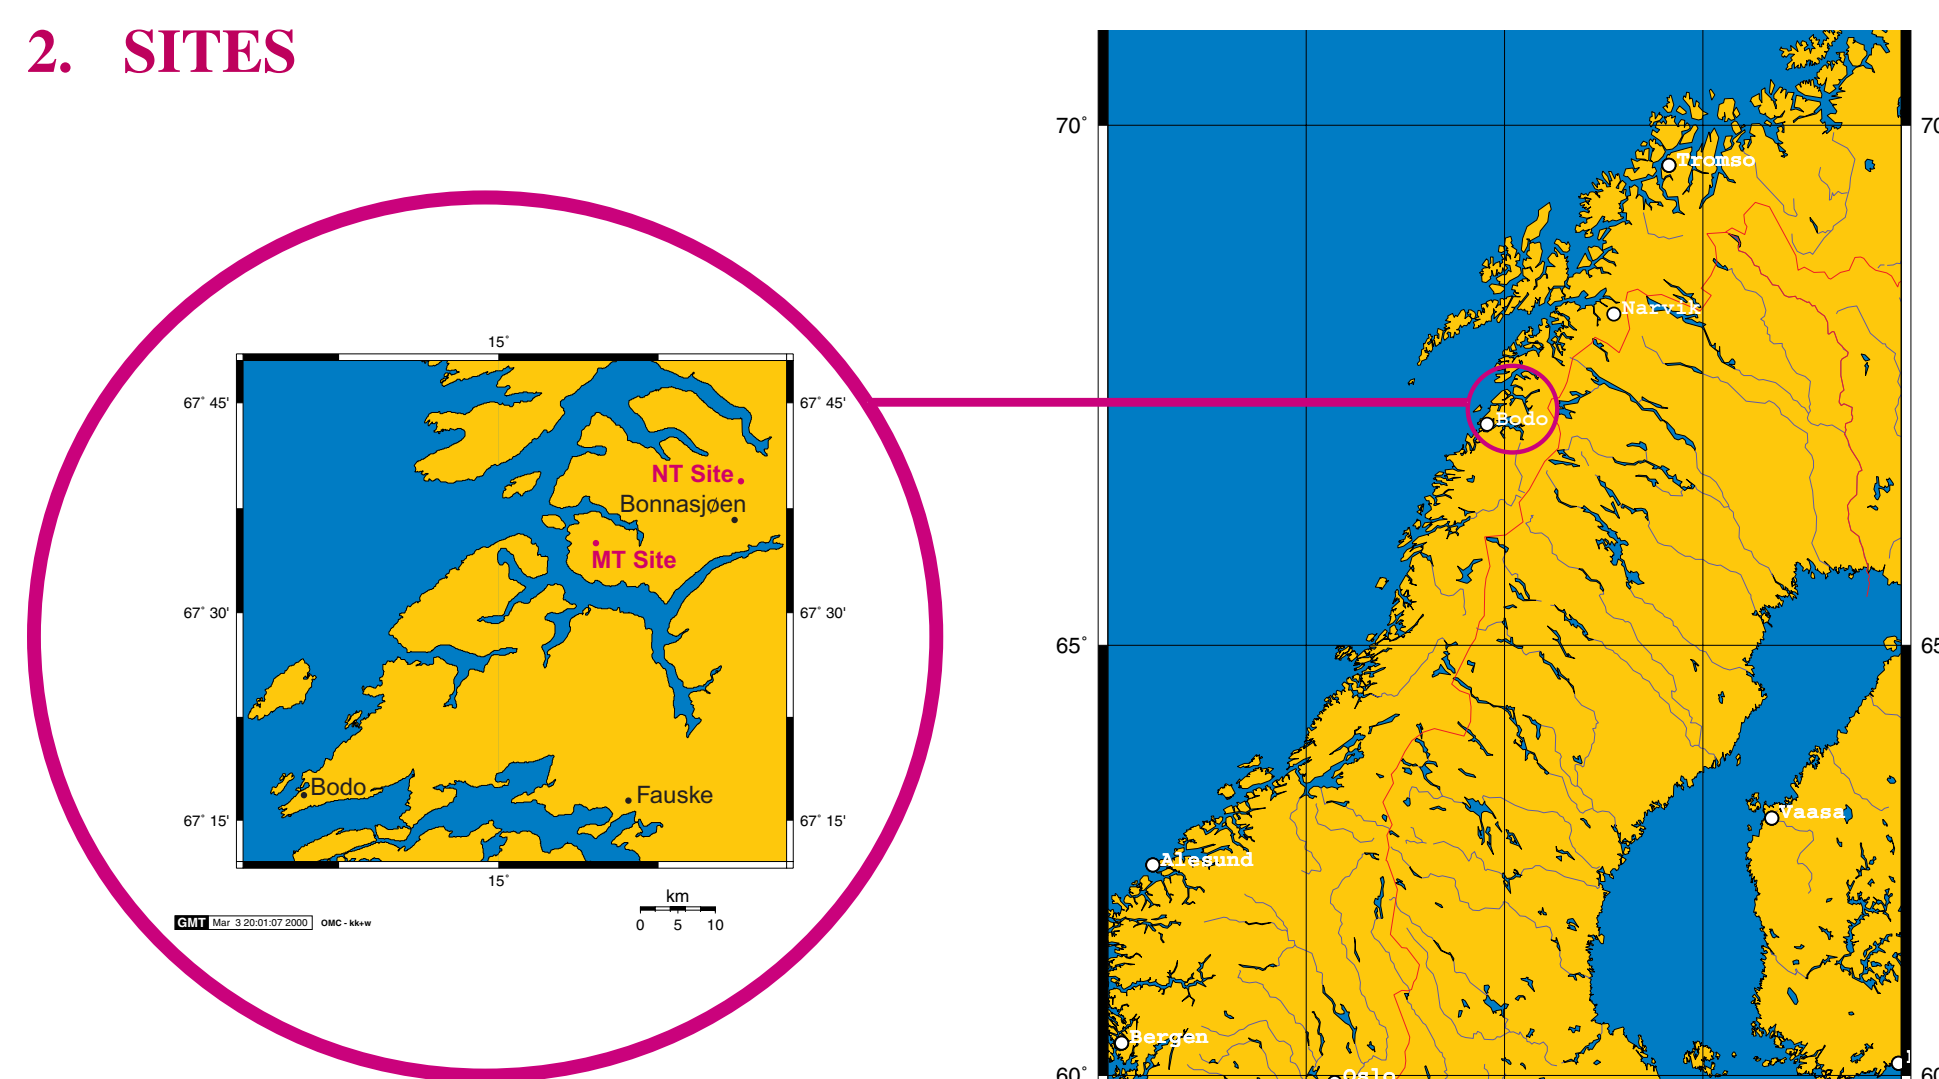 2. SITES
15°
67° 45'
67° 45'
NT Site
Bonnasjøen
MT Site
67° 30'
67° 30'
Bodo
Fauske
67° 15'
67° 15'
15°
km
0 5 10
GMT Mar 3 20:01:07 2000 OMC - kk+w
70°
Tromso
Narvik
Bodo
65°
Vaasa
Alesund
Bergen
Oslo
60°